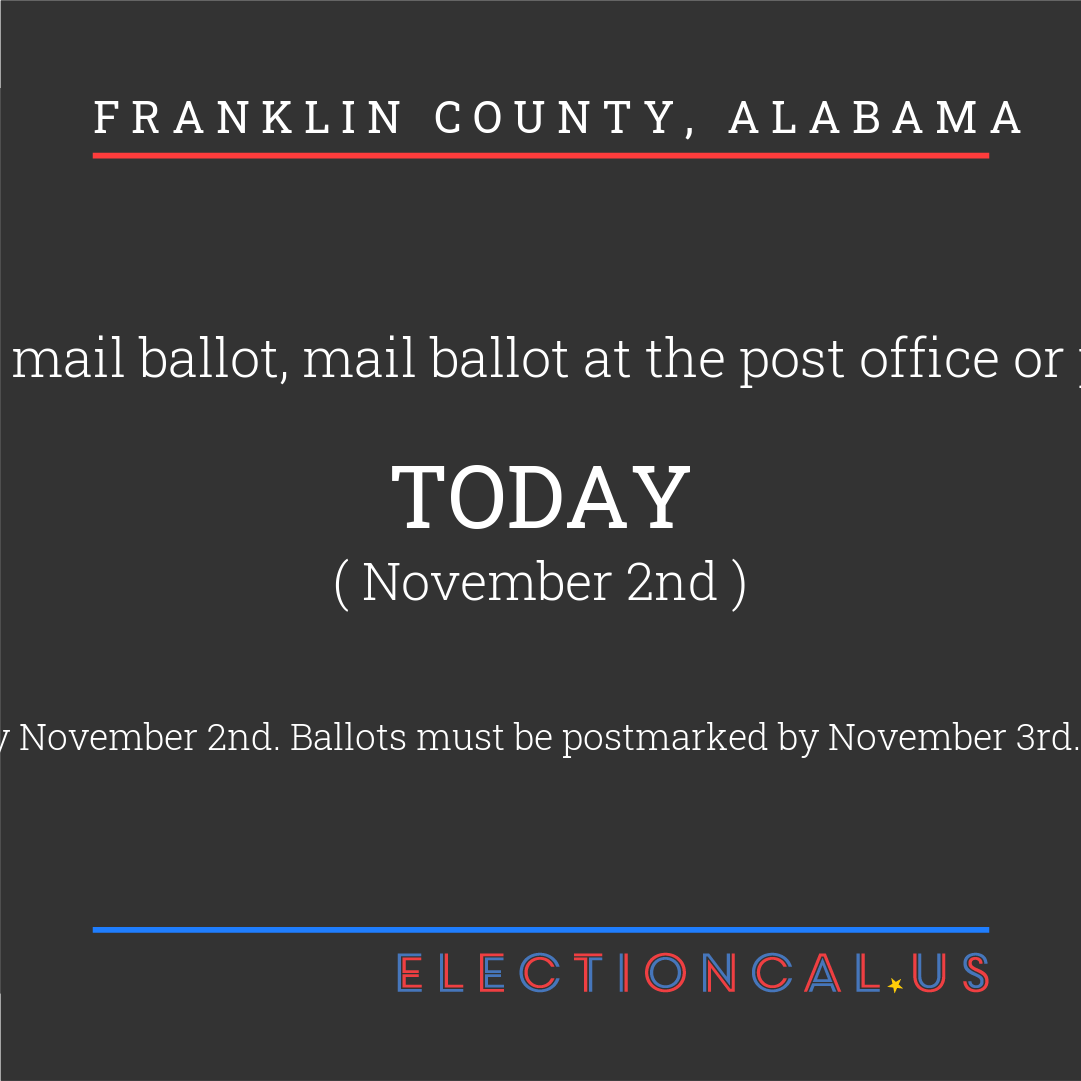 FRANKLIN COUNTY, ALABAMA
mail ballot, mail ballot at the post office or
TODAY
( November 2nd )
November 2nd. Ballots must be postmarked by November 3rd.
ELECTIONCAL.US